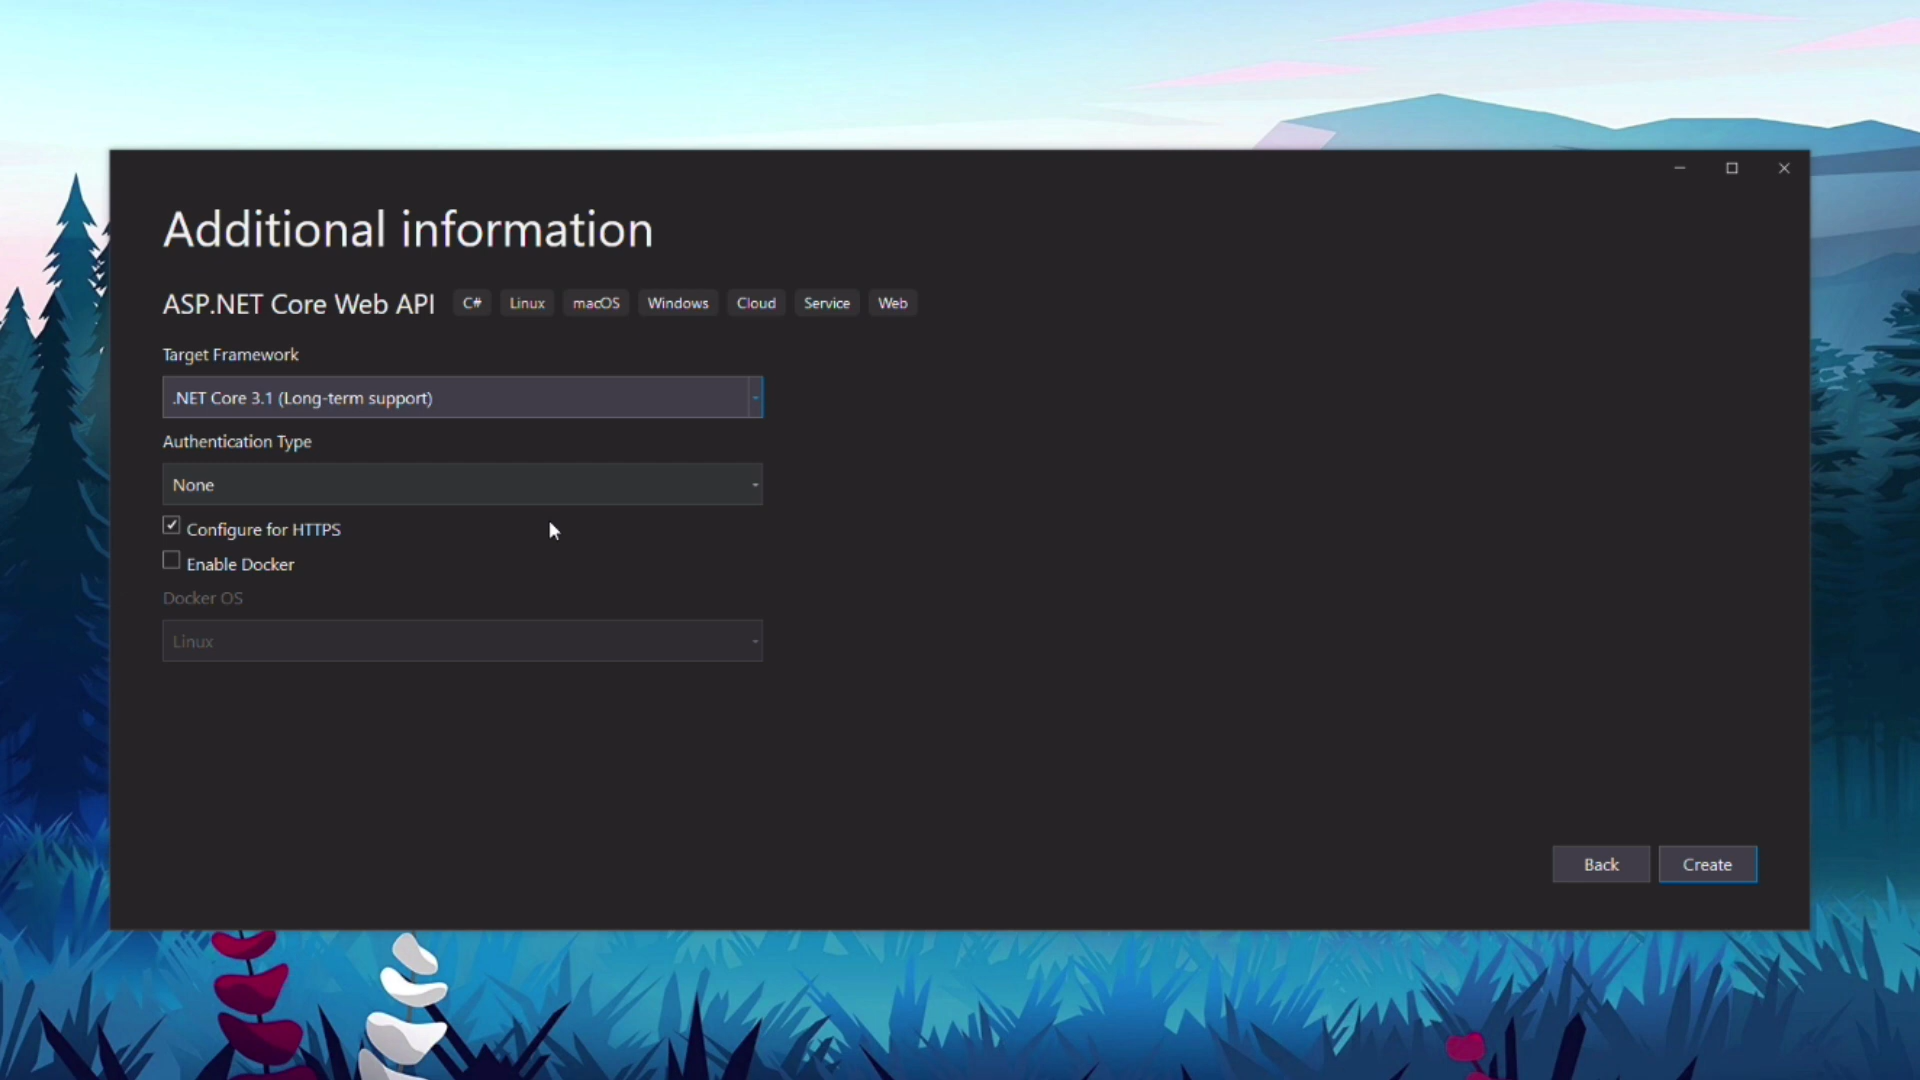 Additional information
ASP.NET Core Web API C# Linux macOS Windows Cloud Service Web
Target Framework
.NET Core 3.1 (Long-term support)
Authentication Type
None
Configure for HTTPS
Enable Docker
Docker OS
Linux
Back Create